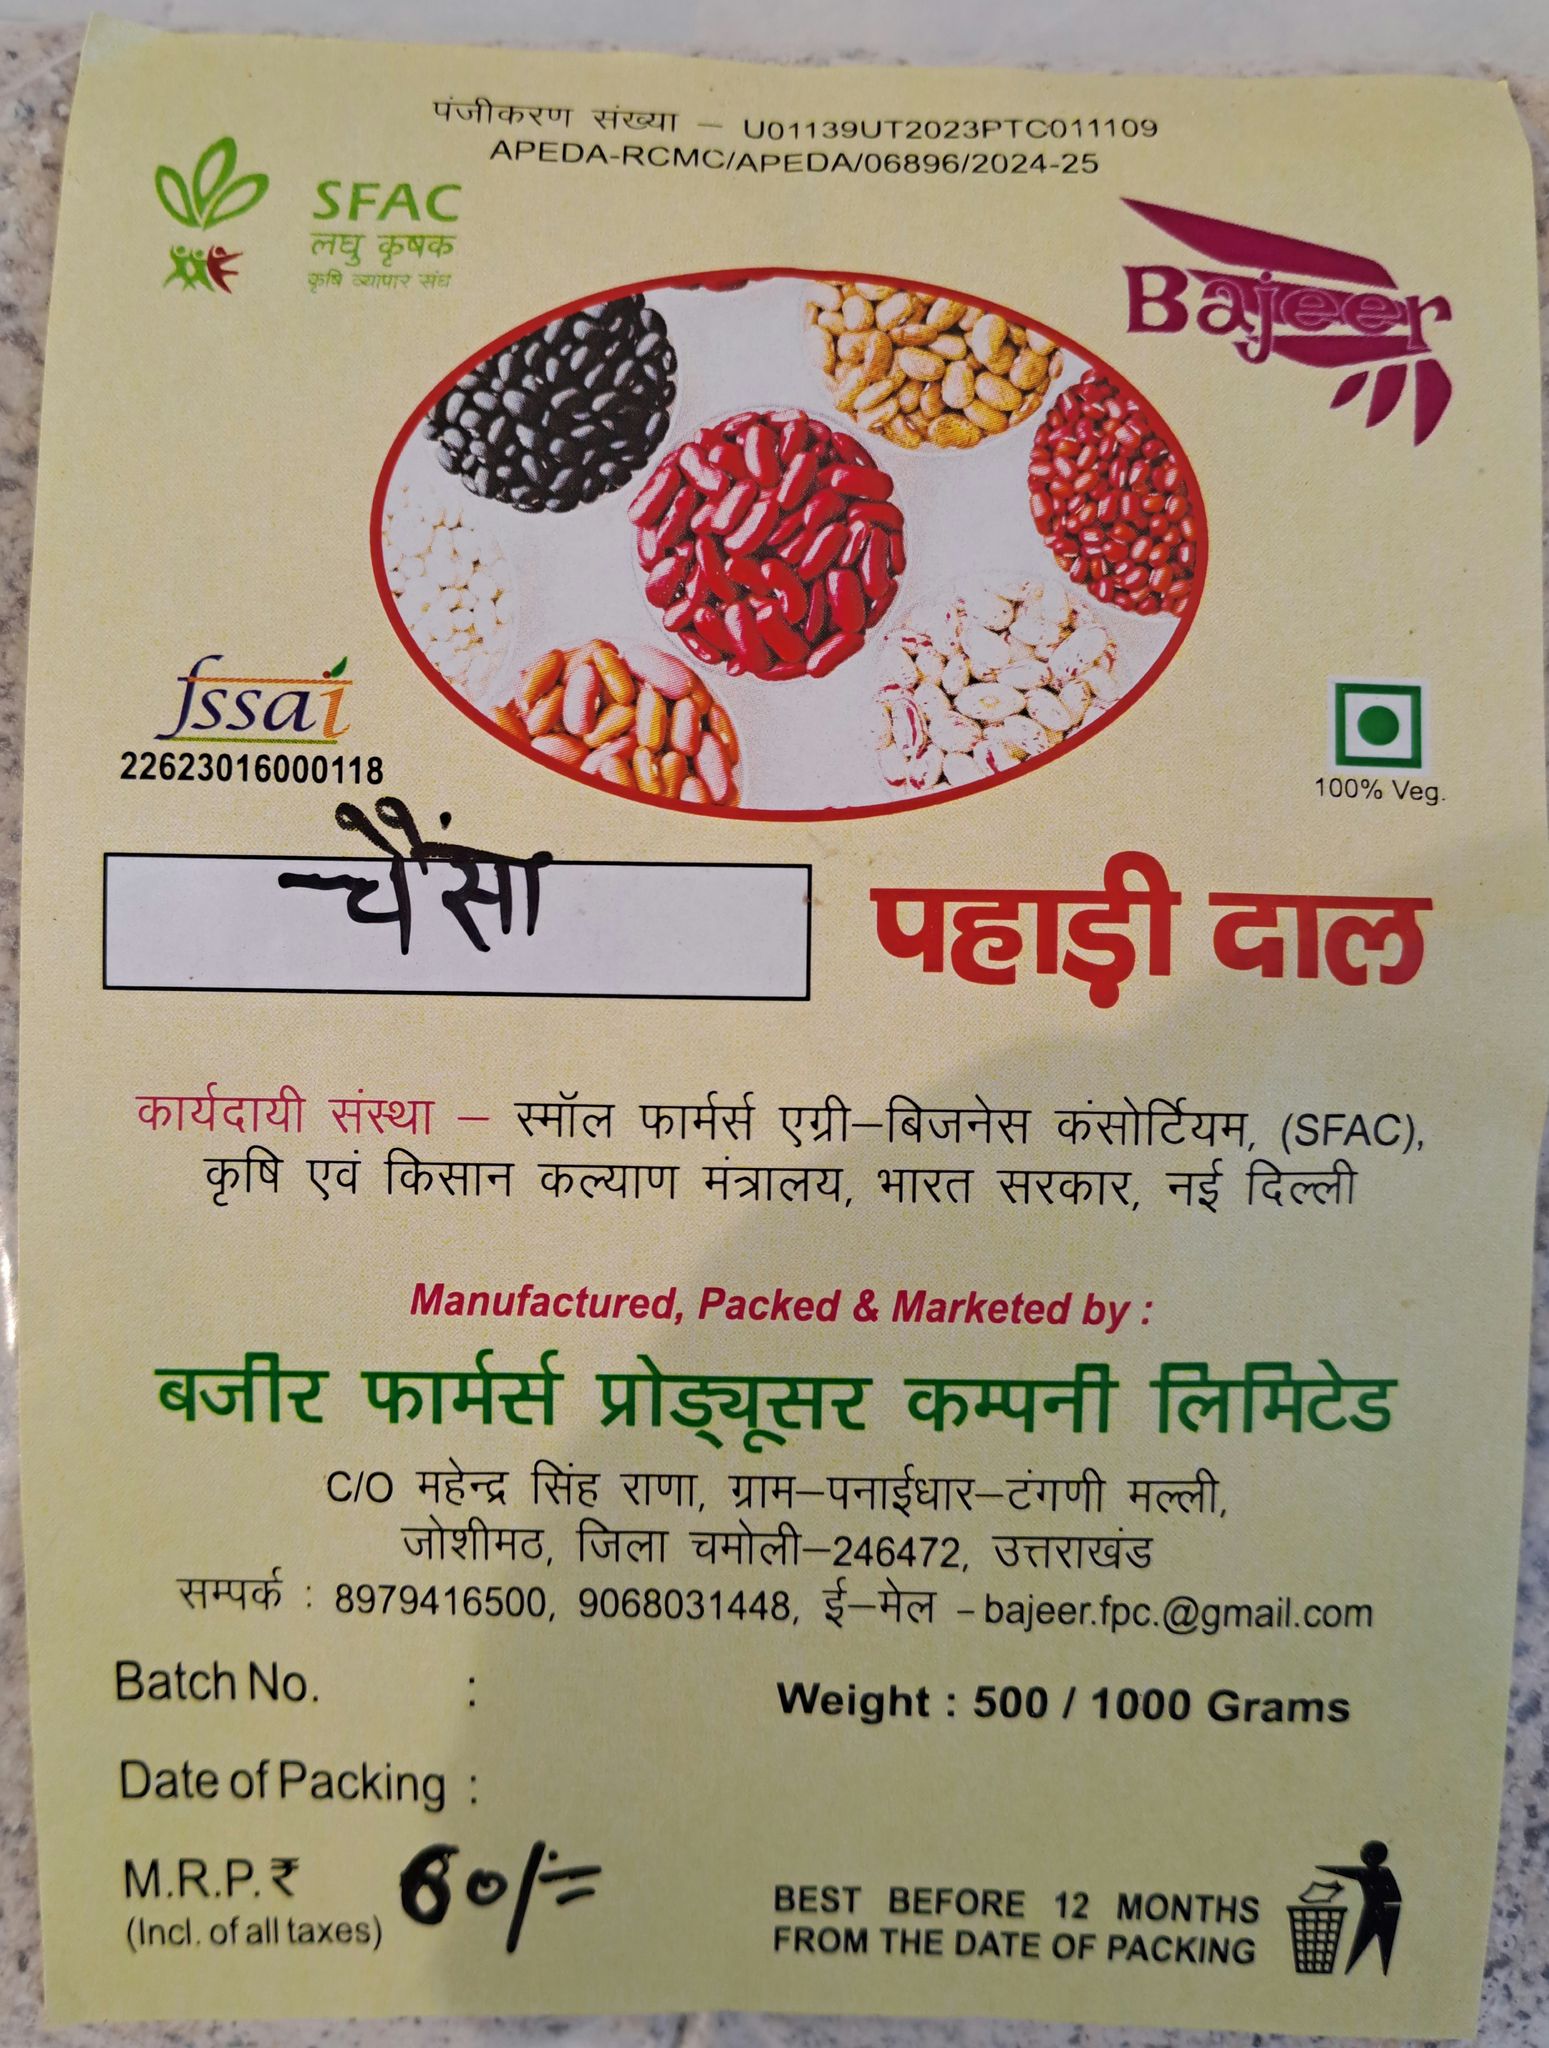 पंजीकरण संख्या – U01139UT2023PTC011109
APEDA-RCMC/APEDA/06896/2024-25
SFAC
लघु कृषक
कृषि व्यापार संघ
Bajeer
fssai
22623016000118
100% Veg.
चैंसा
पहाड़ी दाल
कार्यदायी संस्था – स्मॉल फार्मर्स एग्री–बिजनेस कंसोर्टियम, (SFAC),
कृषि एवं किसान कल्याण मंत्रालय, भारत सरकार, नई दिल्ली
Manufactured, Packed & Marketed by :
बजीर फार्मर्स प्रोड्यूसर कम्पनी लिमिटेड
C/O महेन्द्र सिंह राणा, ग्राम–पनाईधार–टंगणी मल्ली,
जोशीमठ, जिला चमोली–246472, उत्तराखंड
सम्पर्क : 8979416500, 9068031448, ई–मेल – bajeer.fpc.@gmail.com
Batch No. :
Weight : 500 / 1000 Grams
Date of Packing :
M.R.P. ₹
(Incl. of all taxes)
BEST BEFORE 12 MONTHS
FROM THE DATE OF PACKING